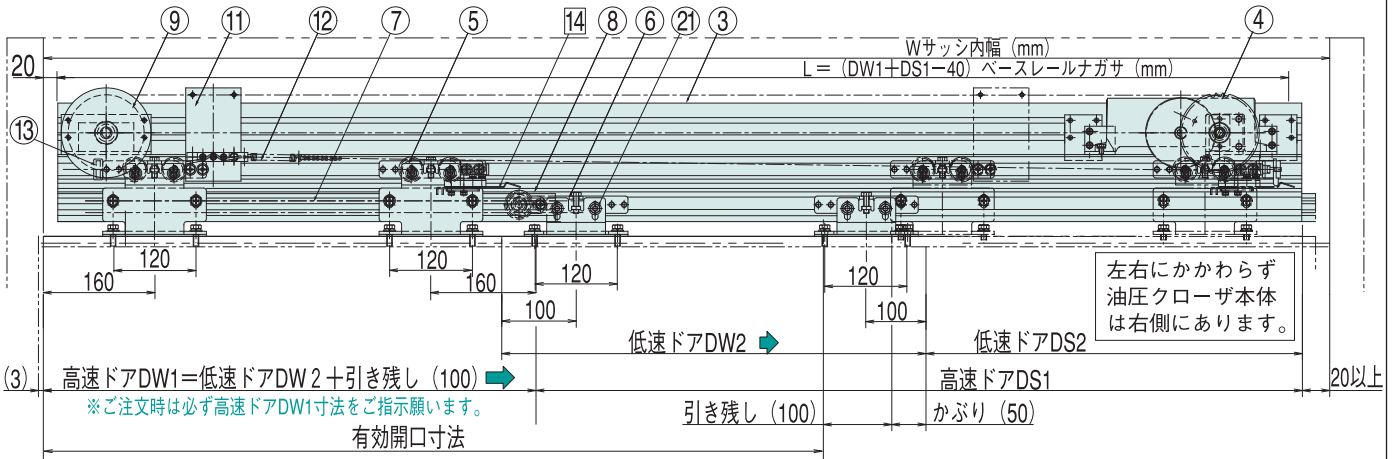 ⑨ ⑪ ⑫ ⑦ ⑤ 14 ⑧ ⑥ ㉑ ③ ④
Wサッシ内幅（mm）
20
L＝（DW1＋DS1－40）ベースレールナガサ（mm）
⑬
120 120 120 120
160 160
100 100
左右にかかわらず
油圧クローザ本体
は右側にあります。
低速ドアDW2 低速ドアDS2
(3) 高速ドアDW1＝低速ドアDW2＋引き残し（100） 高速ドアDS1 20以上
※ご注文時は必ず高速ドアDW1寸法をご指示願います。
引き残し（100） かぶり（50）
有効開口寸法